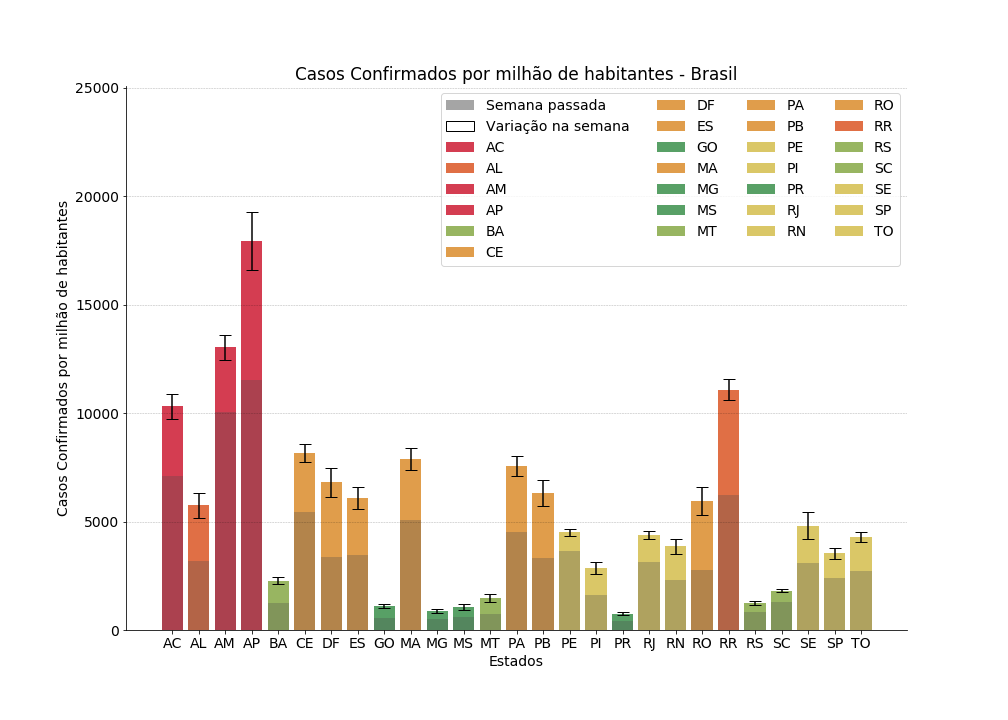 Casos Confirmados por milhão de habitantes - Brasil
25000
20000
15000
10000
5000
0
Casos Confirmados por milhão de habitantes
Semana passada
Variação na semana
AC
AL
AM
AP
BA
CE
DF
ES
GO
MA
MG
MS
MT
PA
PB
PE
PI
PR
RJ
RN
RO
RR
RS
SC
SE
SP
TO
AC AL AM AP BA CE DF ES GO MA MG MS MT PA PB PE PI PR RJ RN RO RR RS SC SE SP TO
Estados